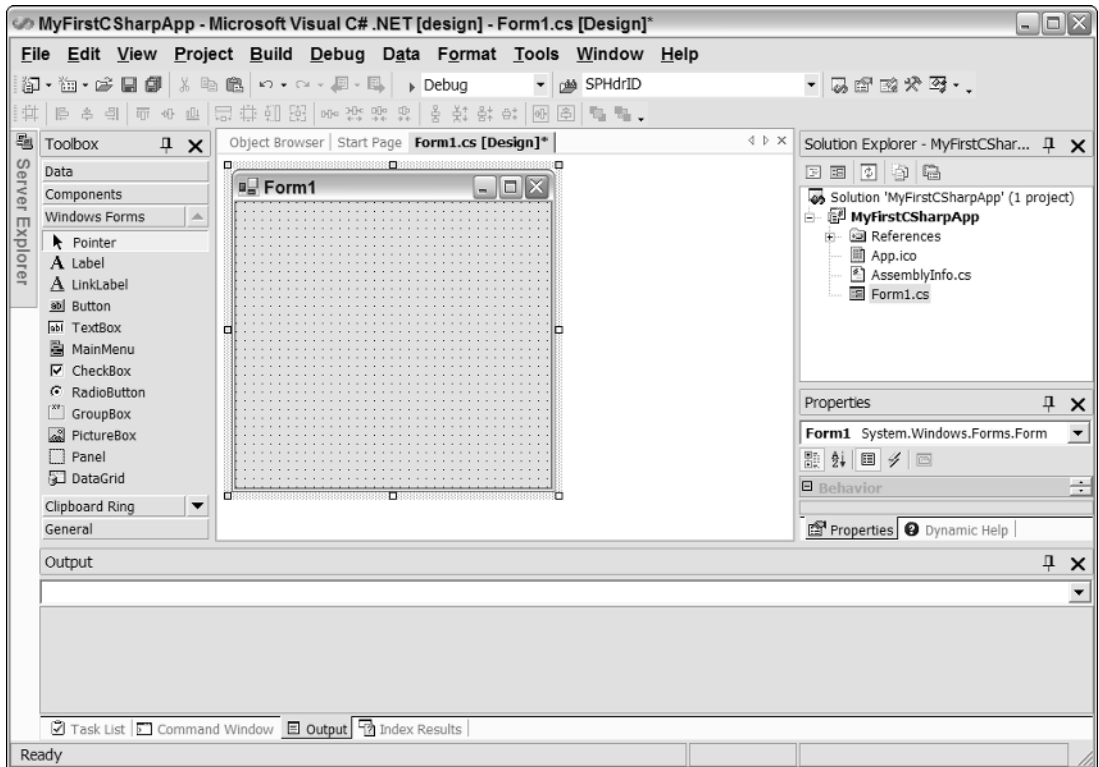 MyFirstCSharpApp - Microsoft Visual C# .NET [design] - Form1.cs [Design]*
File Edit View Project Build Debug Data Format Tools Window Help
Debug SPHdrID
Server Explorer
Toolbox
Data
Components
Windows Forms
Pointer
A Label
A LinkLabel
ab Button
abl TextBox
MainMenu
CheckBox
RadioButton
GroupBox
PictureBox
Panel
DataGrid
Clipboard Ring
General
Object Browser Start Page Form1.cs [Design]*
Form1
Solution Explorer - MyFirstCShar...
Solution 'MyFirstCSharpApp' (1 project)
MyFirstCSharpApp
References
App.ico
AssemblyInfo.cs
Form1.cs
Properties
Form1 System.Windows.Forms.Form
Behavior
Properties Dynamic Help
Output
Task List Command Window Output Index Results
Ready